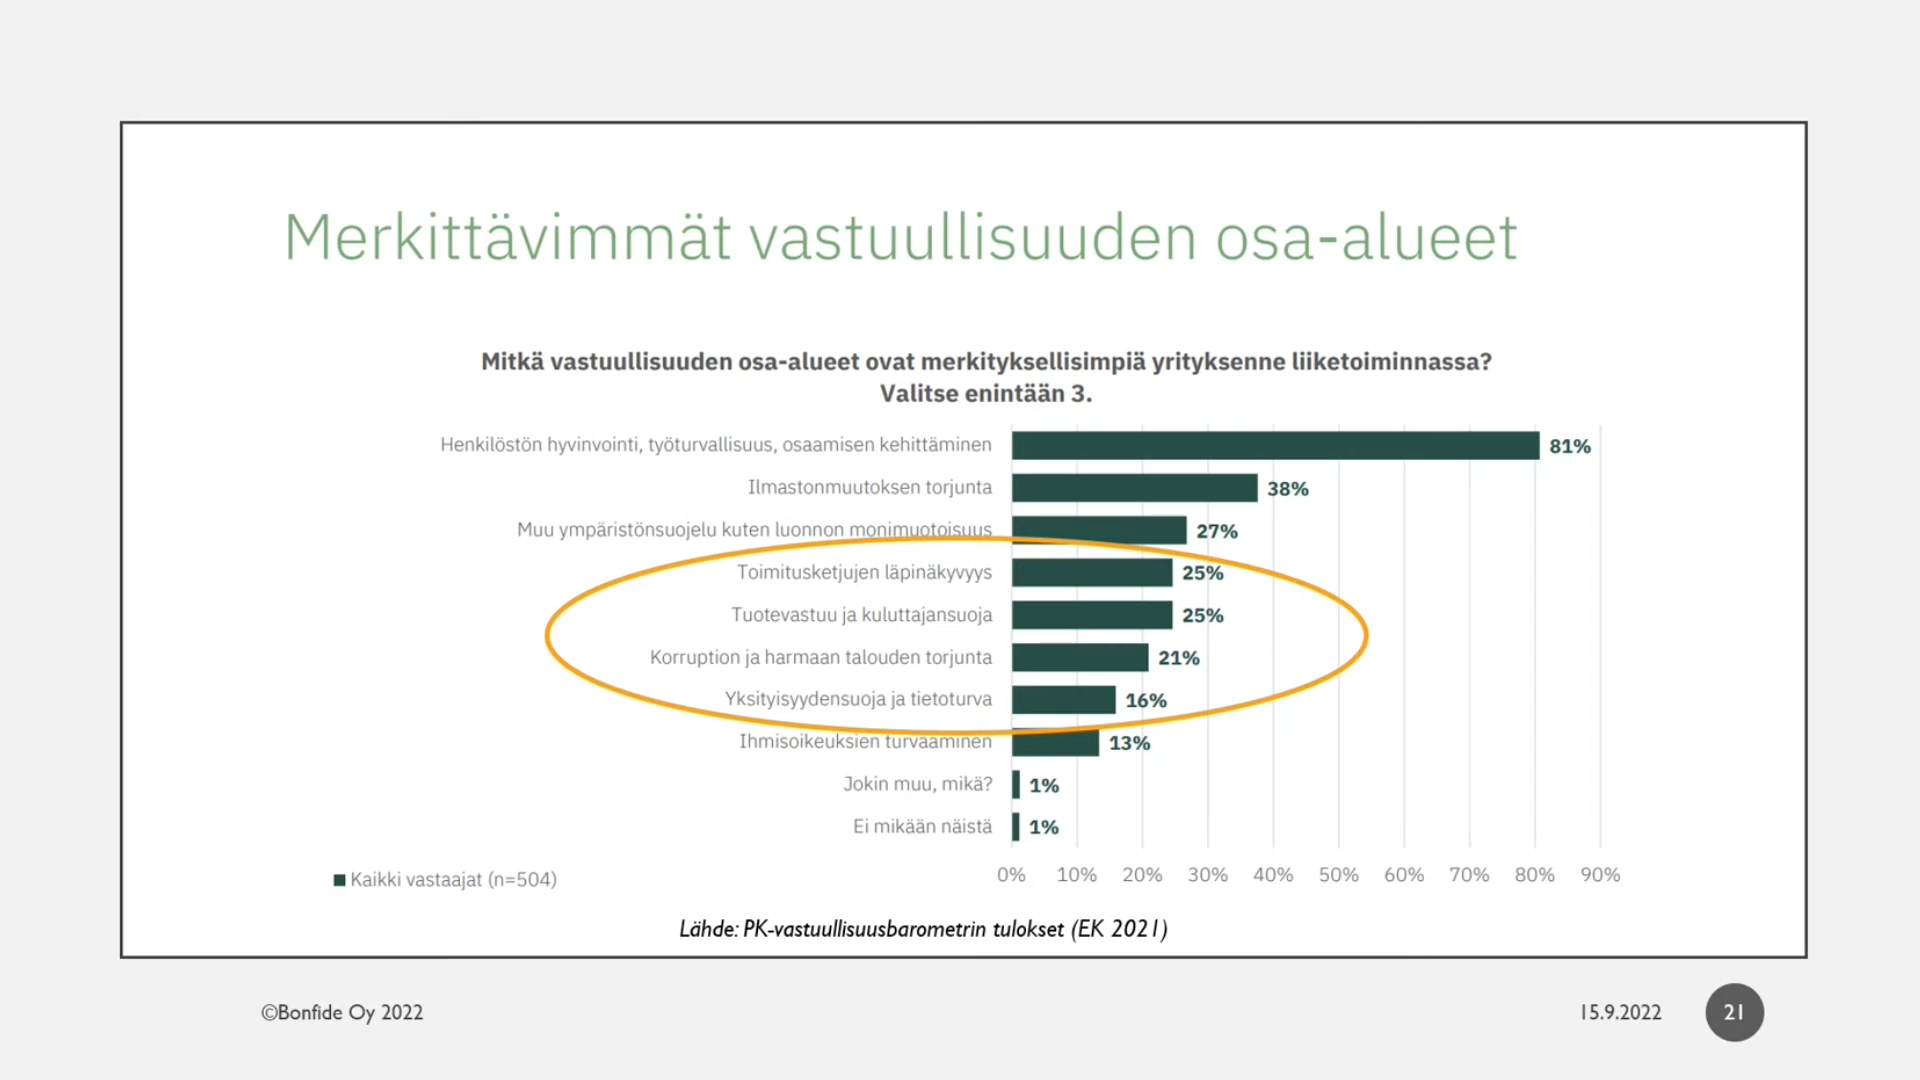 Merkittävimmät vastuullisuuden osa-alueet
Mitkä vastuullisuuden osa-alueet ovat merkityksellisimpiä yrityksenne liiketoiminnassa?
Valitse enintään 3.
Henkilöstön hyvinvointi, työturvallisuus, osaamisen kehittäminen 81%
Ilmastonmuutoksen torjunta 38%
Muu ympäristönsuojelu kuten luonnon monimuotoisuus 27%
Toimitusketjujen läpinäkyvyys 25%
Tuotevastuu ja kuluttajansuoja 25%
Korruption ja harmaan talouden torjunta 21%
Yksityisyydensuoja ja tietoturva 16%
Ihmisoikeuksien turvaaminen 13%
Jokin muu, mikä? 1%
Ei mikään näistä 1%
0% 10% 20% 30% 40% 50% 60% 70% 80% 90%
Kaikki vastaajat (n=504)
Lähde: PK-vastuullisuusbarometrin tulokset (EK 2021)
©Bonfide Oy 2022 15.9.2022 21